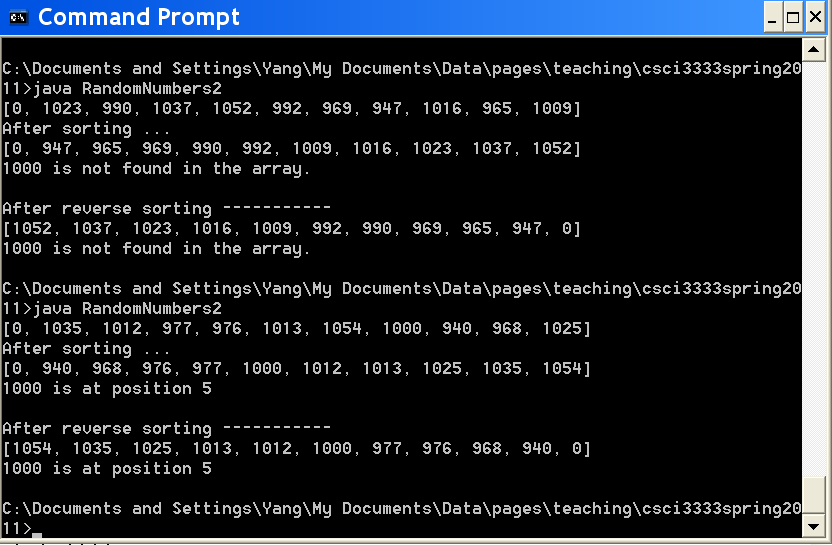 Command Prompt
C:\Documents and Settings\Yang\My Documents\Data\pages\teaching\csci3333spring20
11>java RandomNumbers2
[0, 1023, 990, 1037, 1052, 992, 969, 947, 1016, 965, 1009]
After sorting ...
[0, 947, 965, 969, 990, 992, 1009, 1016, 1023, 1037, 1052]
1000 is not found in the array.
After reverse sorting -----------
[1052, 1037, 1023, 1016, 1009, 992, 990, 969, 965, 947, 0]
1000 is not found in the array.
C:\Documents and Settings\Yang\My Documents\Data\pages\teaching\csci3333spring20
11>java RandomNumbers2
[0, 1035, 1012, 977, 976, 1013, 1054, 1000, 940, 968, 1025]
After sorting ...
[0, 940, 968, 976, 977, 1000, 1012, 1013, 1025, 1035, 1054]
1000 is at position 5
After reverse sorting -----------
[1054, 1035, 1025, 1013, 1012, 1000, 977, 976, 968, 940, 0]
1000 is at position 5
C:\Documents and Settings\Yang\My Documents\Data\pages\teaching\csci3333spring20
11>_